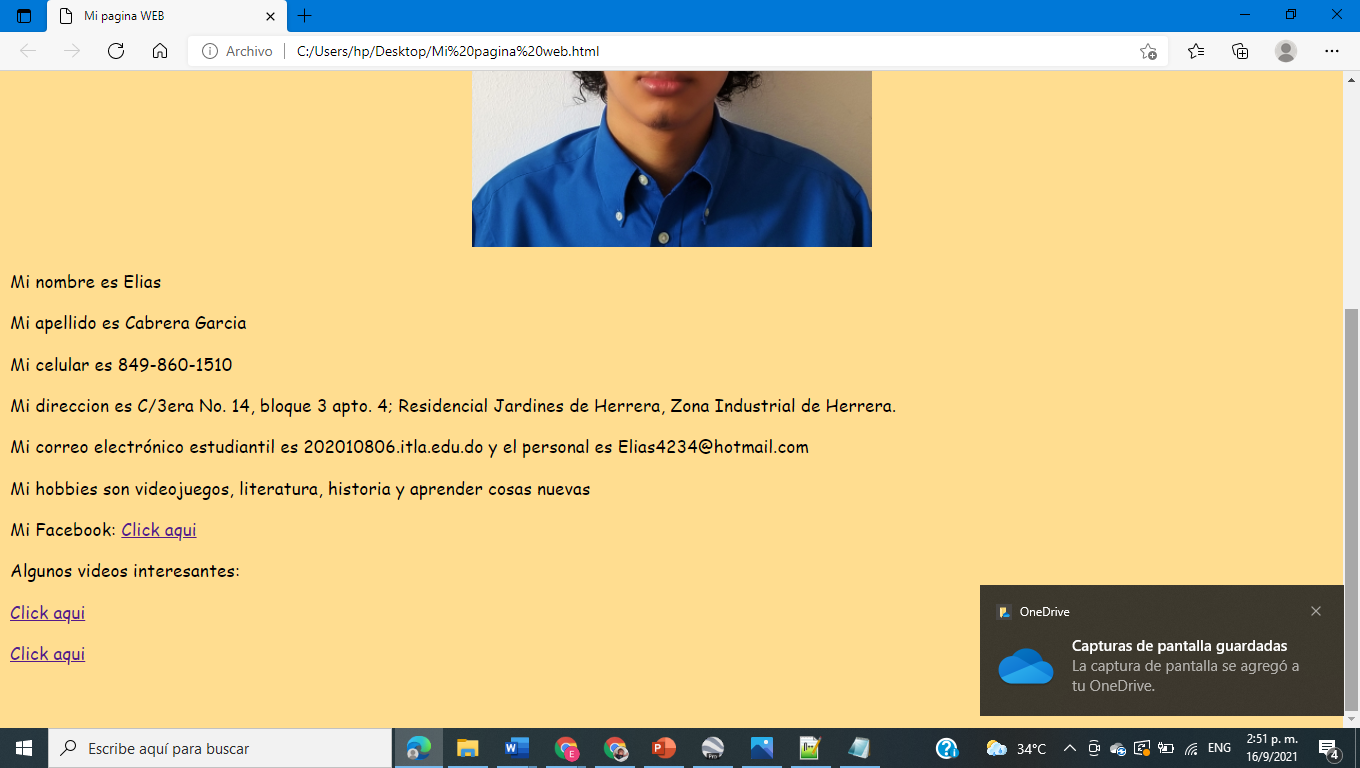 Mi pagina WEB
Archivo C:/Users/hp/Desktop/Mi%20pagina%20web.html
Mi nombre es Elias
Mi apellido es Cabrera Garcia
Mi celular es 849-860-1510
Mi direccion es C/3era No. 14, bloque 3 apto. 4; Residencial Jardines de Herrera, Zona Industrial de Herrera.
Mi correo electrónico estudiantil es 202010806.itla.edu.do y el personal es Elias4234@hotmail.com
Mi hobbies son videojuegos, literatura, historia y aprender cosas nuevas
Mi Facebook: Click aqui
Algunos videos interesantes:
Click aqui
Click aqui
OneDrive
Capturas de pantalla guardadas
La captura de pantalla se agregó a
tu OneDrive.
Escribe aquí para buscar
34°C
ENG
2:51 p. m.
16/9/2021
4